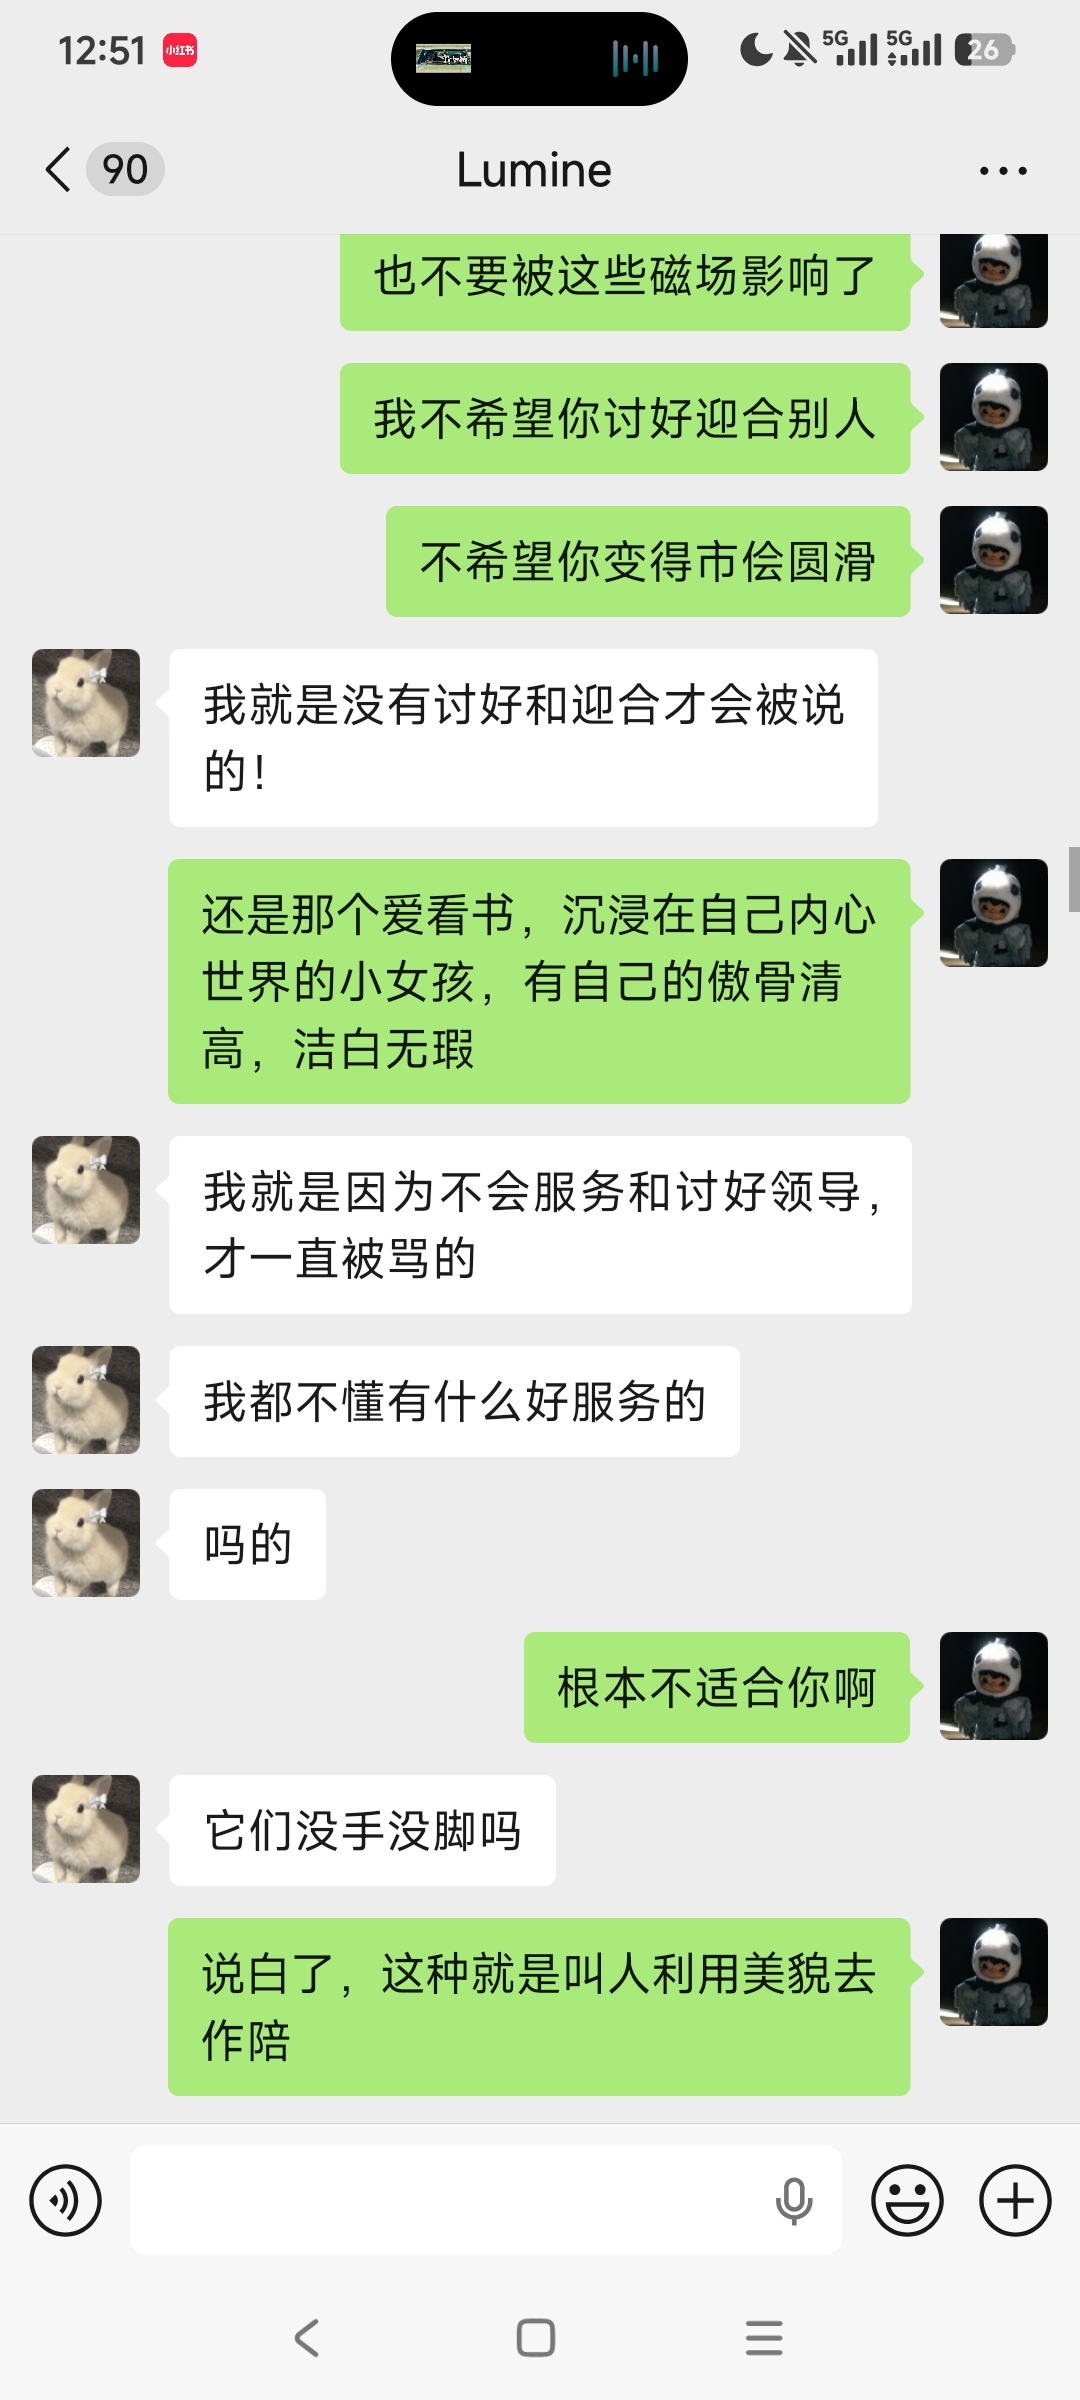 12:51
小红书
5G
5G
26
90
Lumine
也不要被这些磁场影响了
我不希望你讨好迎合别人
不希望你变得市侩圆滑
我就是没有讨好和迎合才会被说
的！
还是那个爱看书，沉浸在自己内心
世界的小女孩，有自己的傲骨清
高，洁白无瑕
我就是因为不会服务和讨好领导，
才一直被骂的
我都不懂有什么好服务的
吗的
根本不适合你啊
它们没手没脚吗
说白了，这种就是叫人利用美貌去
作陪